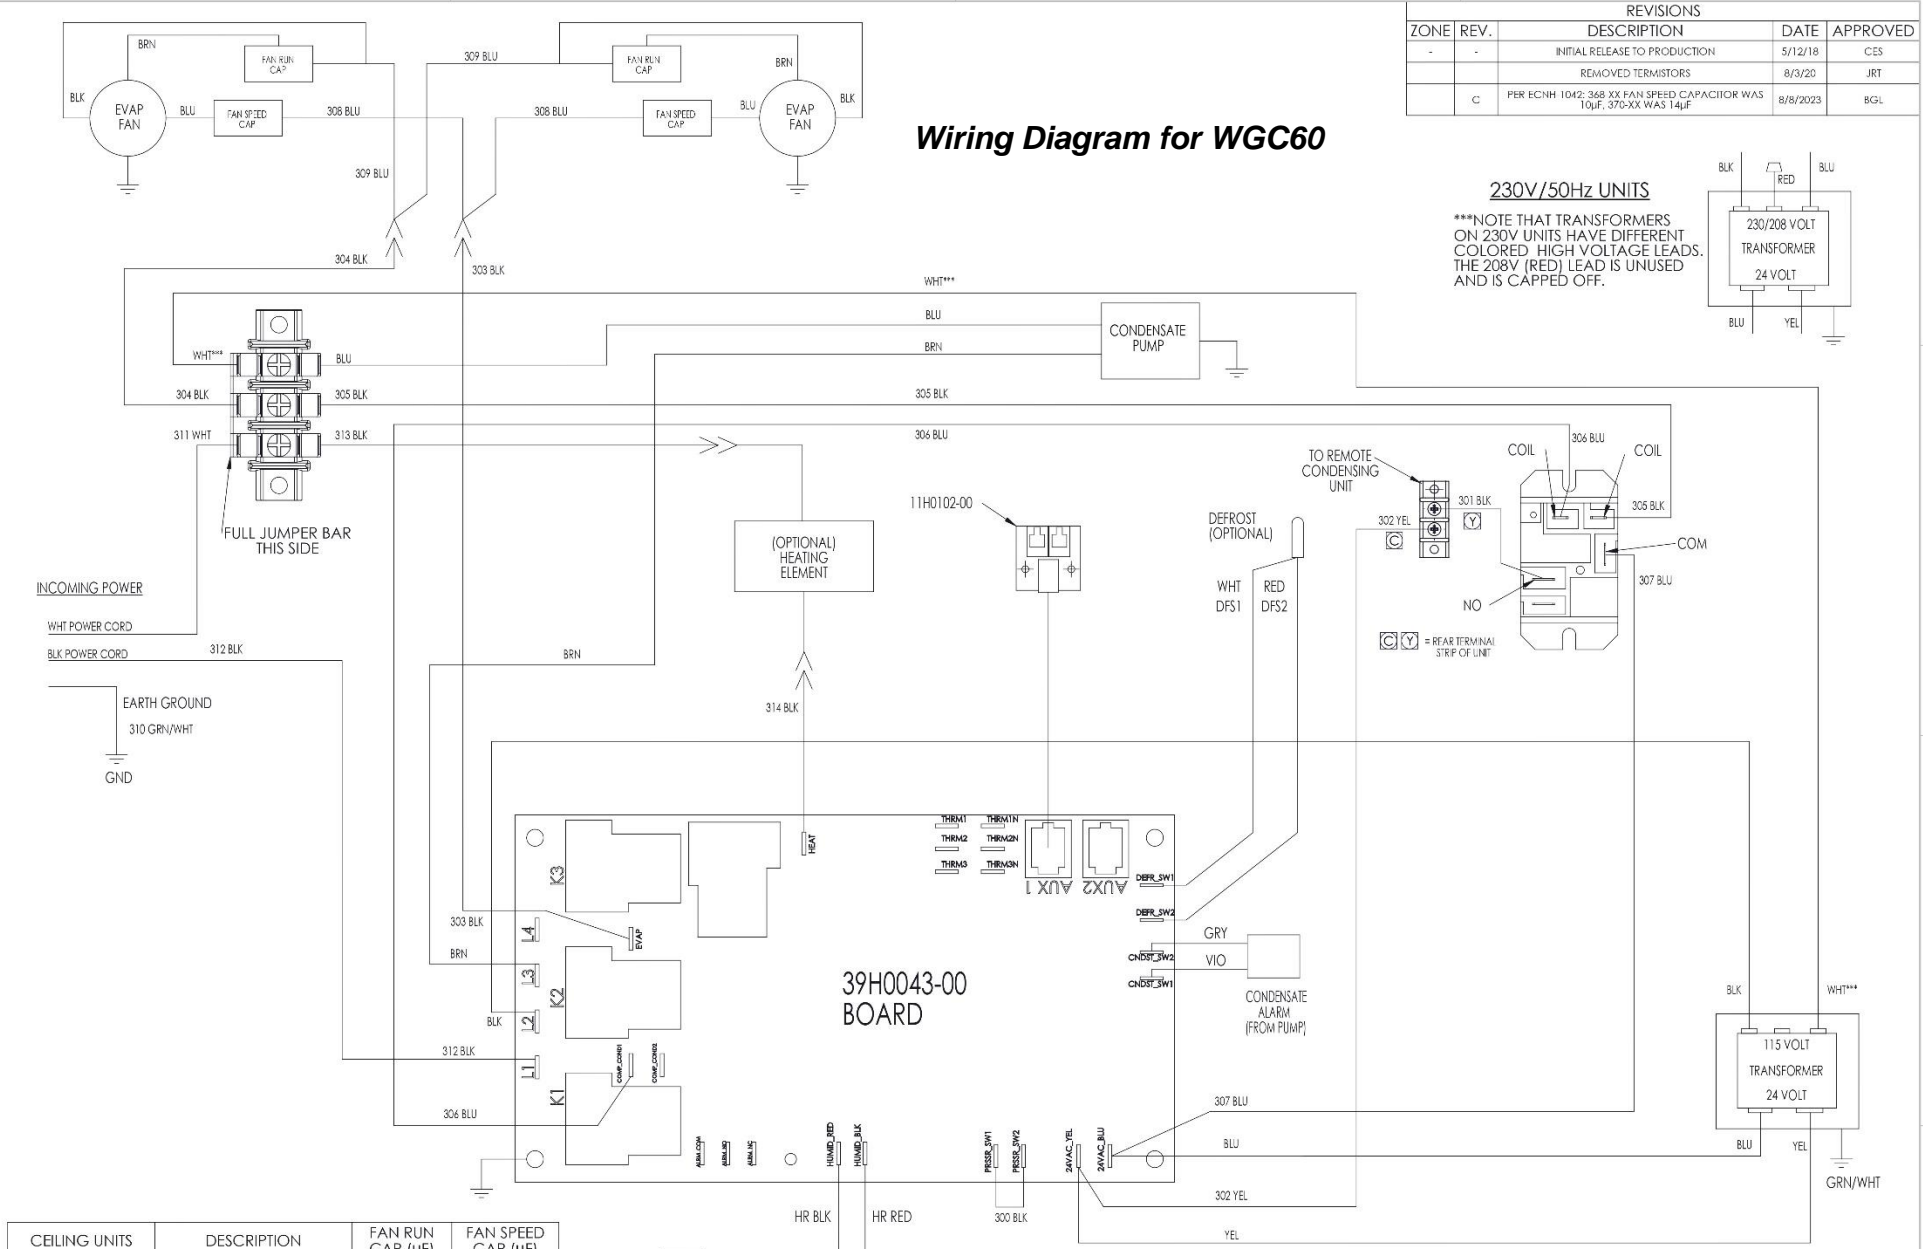 REVISIONS
ZONE REV. DESCRIPTION DATE APPROVED
- - INITIAL RELEASE TO PRODUCTION 5/12/18 CES
REMOVED TERMISTORS 8/3/20 JRT
C PER ECNH 1042: 368 XX FAN SPEED CAPACITOR WAS
10µF, 370-XX WAS 14µF
8/8/2023 BGL
Wiring Diagram for WGC60
BRN
FAN RUN
CAP
309 BLU
FAN RUN
CAP
BRN
BLK
EVAP
FAN
BLU
FAN SPEED
CAP
308 BLU
308 BLU
FAN SPEED
CAP
BLU
EVAP
FAN
BLK
309 BLU
304 BLK
303 BLK
230V/50Hz UNITS
***NOTE THAT TRANSFORMERS
ON 230V UNITS HAVE DIFFERENT
COLORED HIGH VOLTAGE LEADS.
THE 208V (RED) LEAD IS UNUSED
AND IS CAPPED OFF.
BLK
RED
BLU
230/208 VOLT
TRANSFORMER
24 VOLT
BLU
YEL
WHT***
BLU
BRN
CONDENSATE
PUMP
WHT***
BLU
304 BLK
305 BLK
305 BLK
311 WHT
313 BLK
306 BLU
FULL JUMPER BAR
THIS SIDE
(OPTIONAL)
HEATING
ELEMENT
11H0102-00
DEFROST
(OPTIONAL)
WHT
DFS1
RED
DFS2
TO REMOTE
CONDENSING
UNIT
302 YEL
C
301 BLK
Y
COIL
306 BLU
COIL
305 BLK
COM
307 BLU
NO
C Y = REAR TERMINAL
STRIP OF UNIT
INCOMING POWER
WHT POWER CORD
BLK POWER CORD
312 BLK
EARTH GROUND
310 GRN/WHT
GND
BRN
314 BLK
K3
HEAT
THRM1
THRM1N
THRM2
THRM2N
THRM3
THRM3N
AUX 1
AUX2
DEFR_SW1
DEFR_SW2
303 BLK
L4
EVAP
BRN
L3
K2
BLK
L2
312 BLK
L1
COMP_COND1
COMP_COND2
K1
306 BLU
39H0043-00
BOARD
GRY
CNDST_SW2
VIO
CNDST_SW1
CONDENSATE
ALARM
(FROM PUMP)
ALRM_COM
ALRM_NO
ALRM_NC
HUMID_RED
HUMID_BLK
PRSSR_SW1
PRSSR_SW2
24VAC_YEL
24VAC_BLU
307 BLU
BLU
302 YEL
YEL
HR BLK
HR RED
300 BLK
BLK
WHT***
115 VOLT
TRANSFORMER
24 VOLT
BLU
YEL
GRN/WHT
CEILING UNITS
DESCRIPTION
FAN RUN
CAP (µF)
FAN SPEED
CAP (µF)